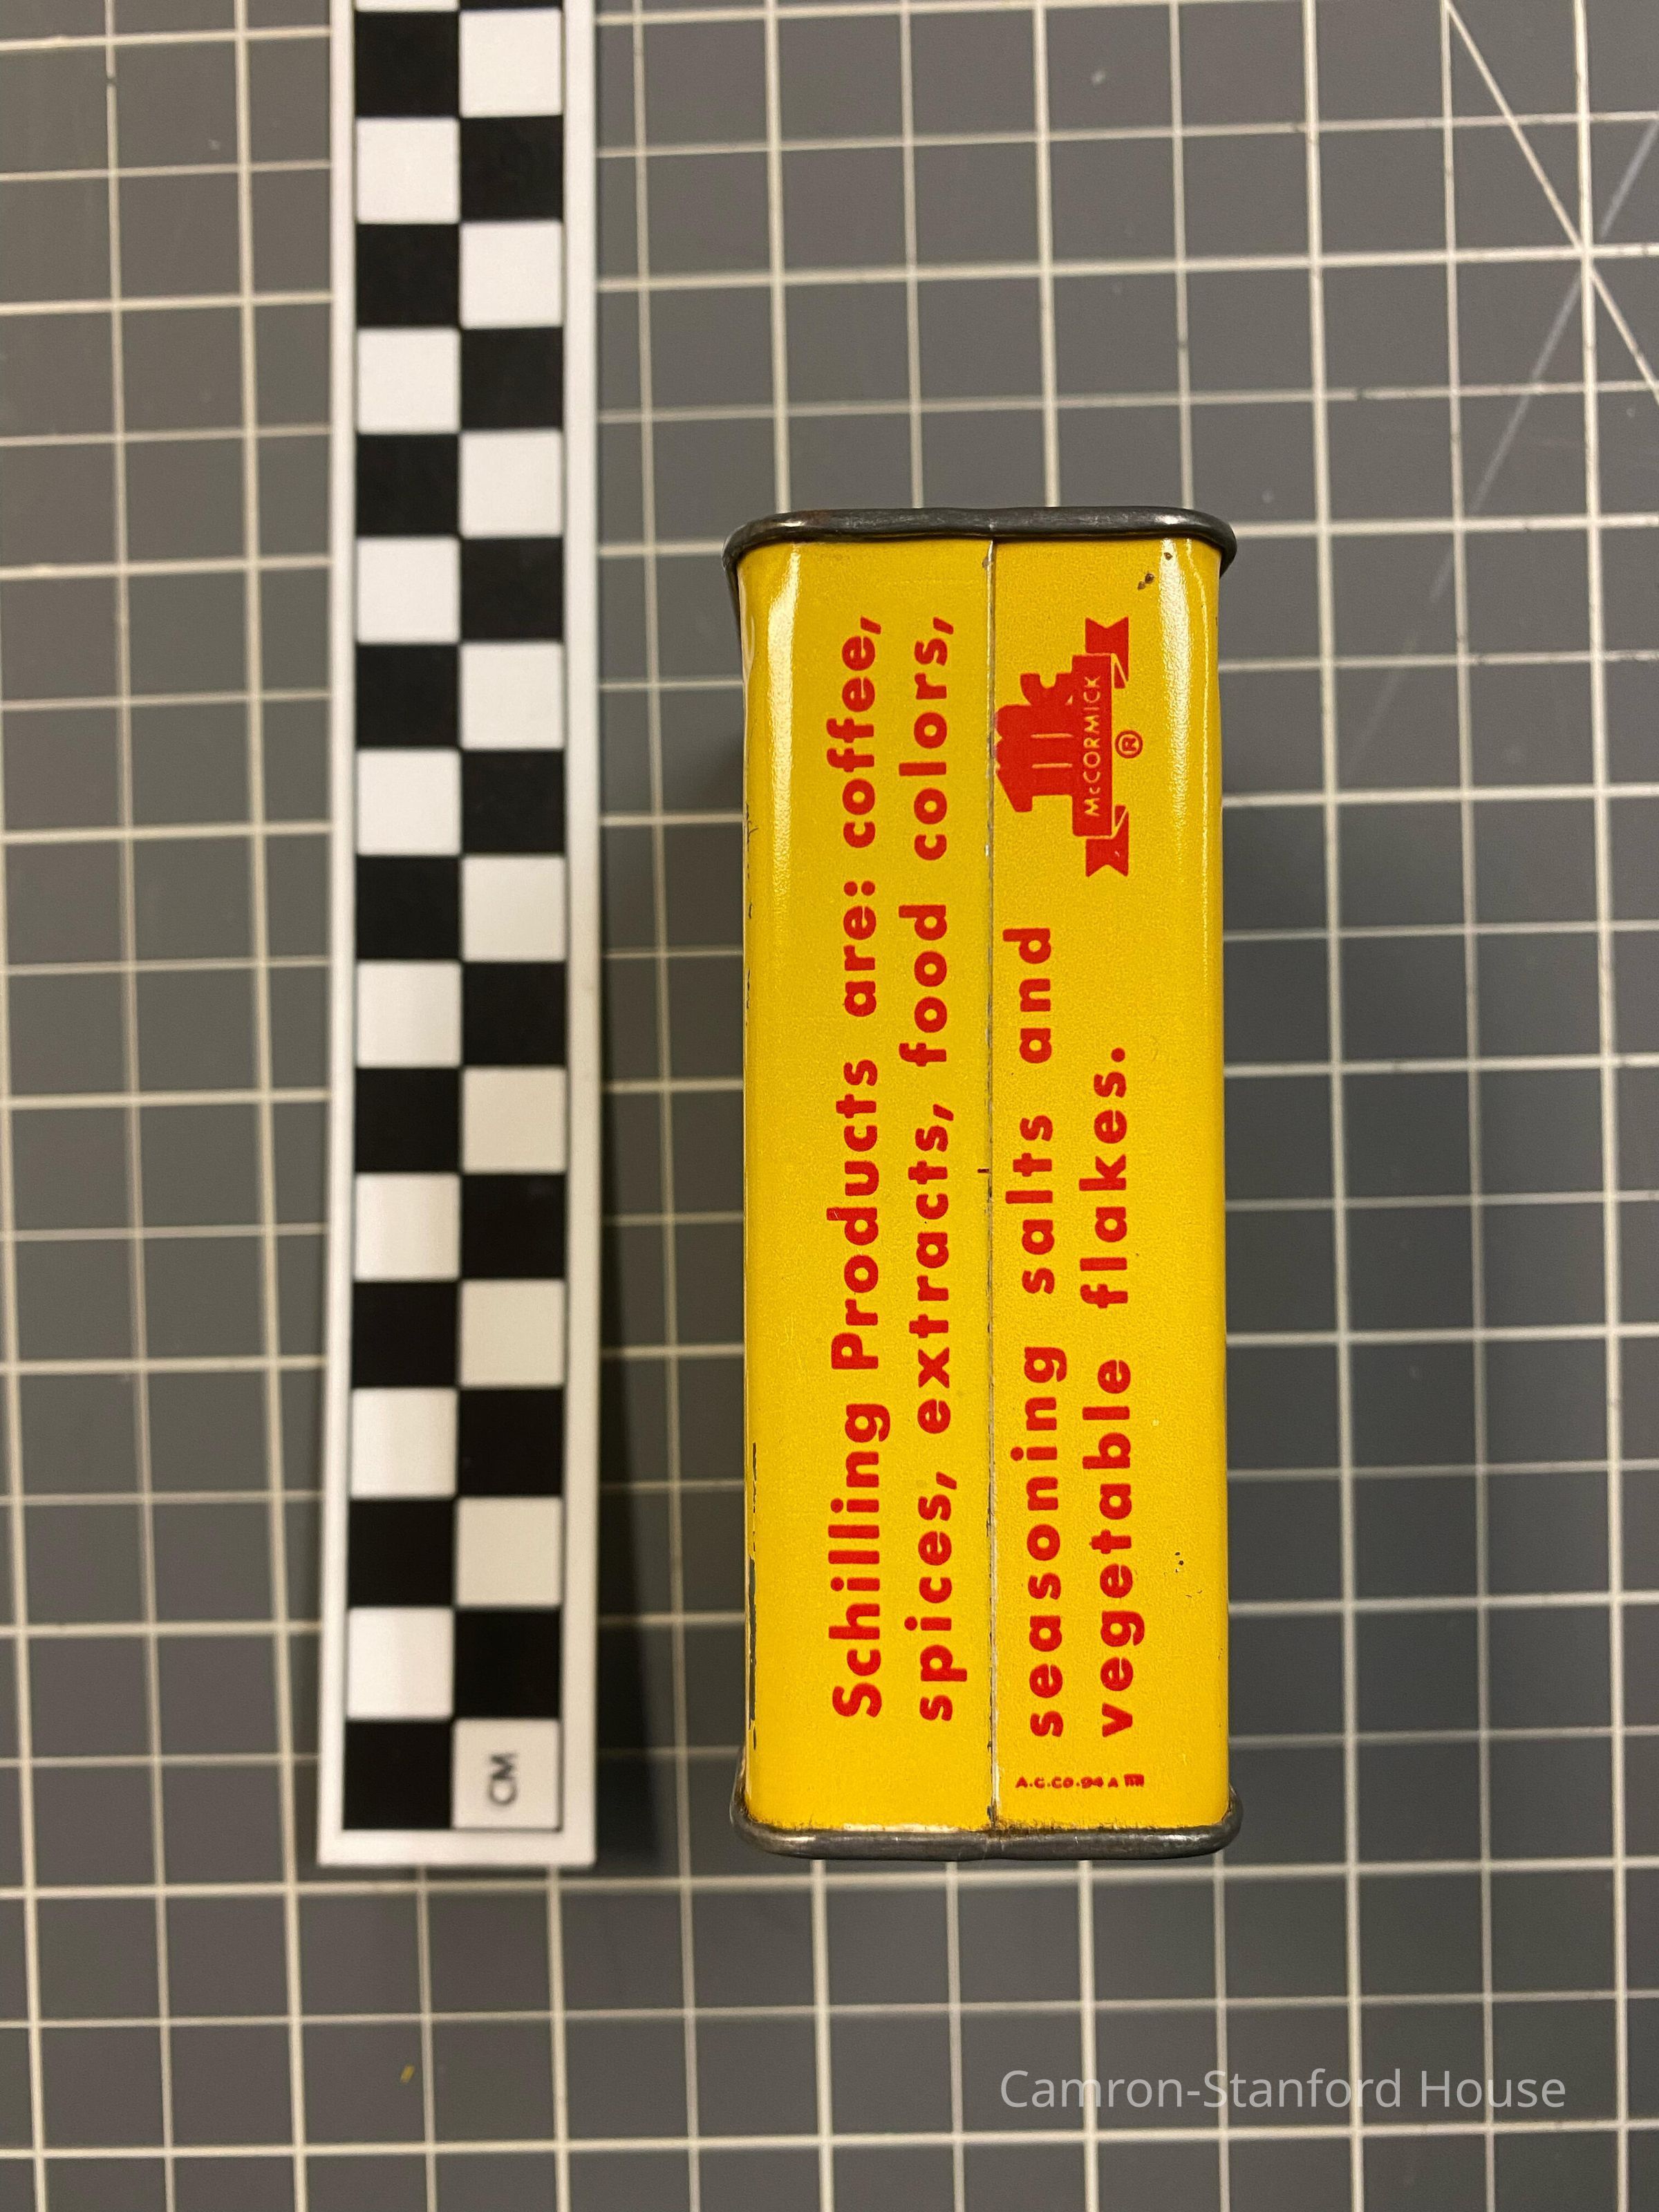 CM
Schilling Products are: coffee,
spices, extracts, food colors,
seasoning salts and
vegetable flakes.
Mc
McCORMICK
®
A.C.CO. 94 A
Camron-Stanford House